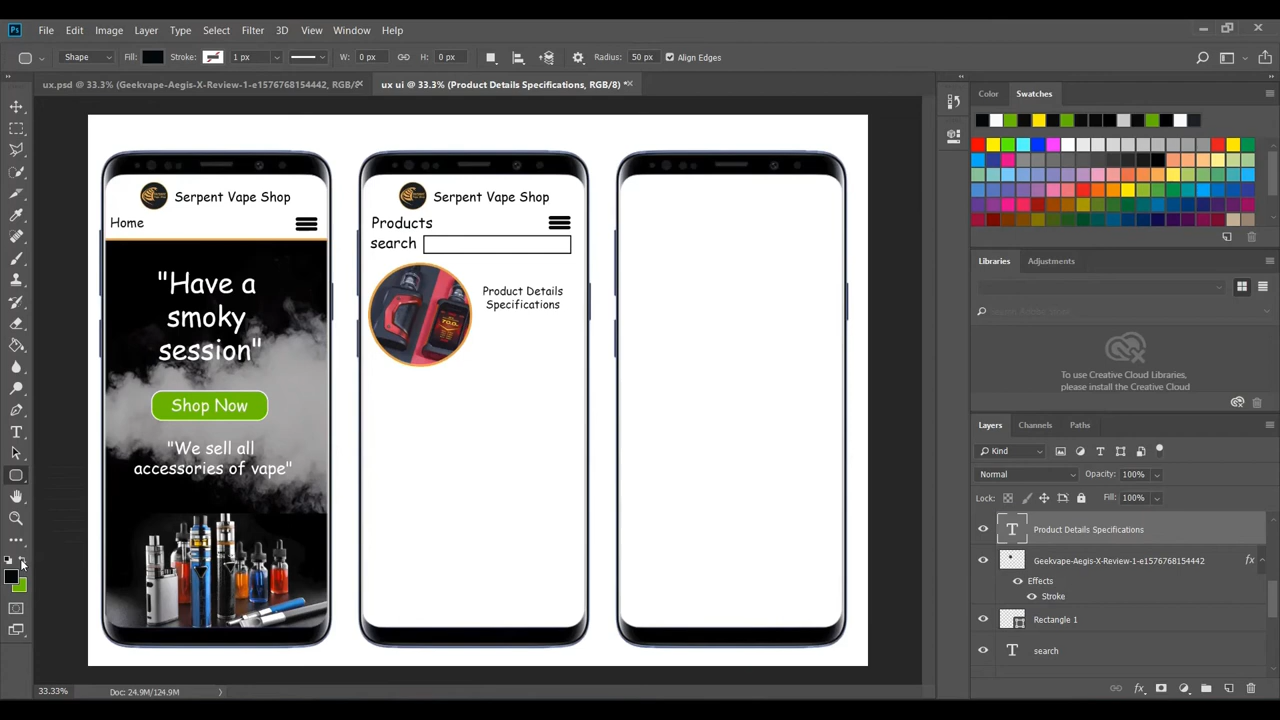 Ps File Edit Image Layer Type Select Filter 3D View Window Help
Shape Fill: Stroke: 1 px W: 0 px H: 0 px Radius: 50 px Align Edges
ux.psd @ 33.3% (Geekvape-Aegis-X-Review-1-e1576768154442, RGB/8)
ux ui @ 33.3% (Product Details Specifications, RGB/8) *
Serpent Vape Shop
Home
"Have a
smoky
session"
Shop Now
"We sell all
accessories of vape"
Serpent Vape Shop
Products
search
Product Details
Specifications
Color Swatches
Libraries Adjustments
To use Creative Cloud Libraries,
please install the Creative Cloud
Layers Channels Paths
Kind
Normal Opacity: 100%
Lock: Fill: 100%
T Product Details Specifications
Geekvape-Aegis-X-Review-1-e1576768154442 fx
Effects
Stroke
Rectangle 1
T search
fx
33.33% Doc: 24.9M/124.9M